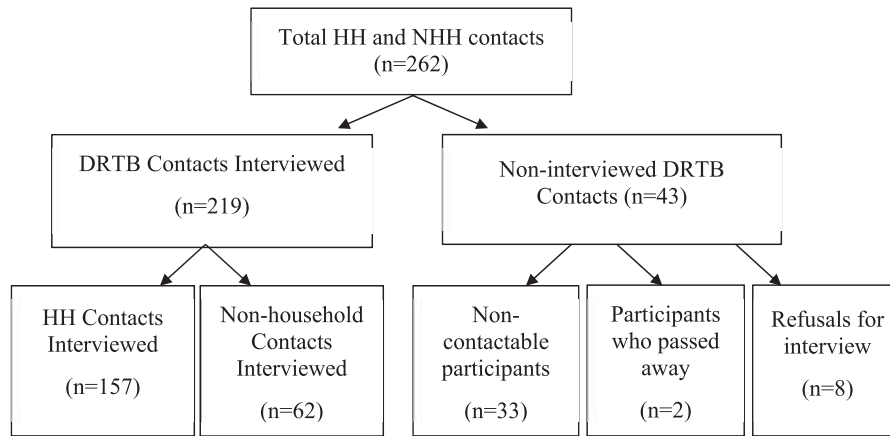 Total HH and NHH contacts
(n=262)
DRTB Contacts Interviewed
(n=219)
Non-interviewed DRTB
Contacts (n=43)
HH Contacts
Interviewed
(n=157)
Non-household
Contacts
Interviewed
(n=62)
Non-
contactable
participants
(n=33)
Participants
who passed
away
(n=2)
Refusals for
interview
(n=8)